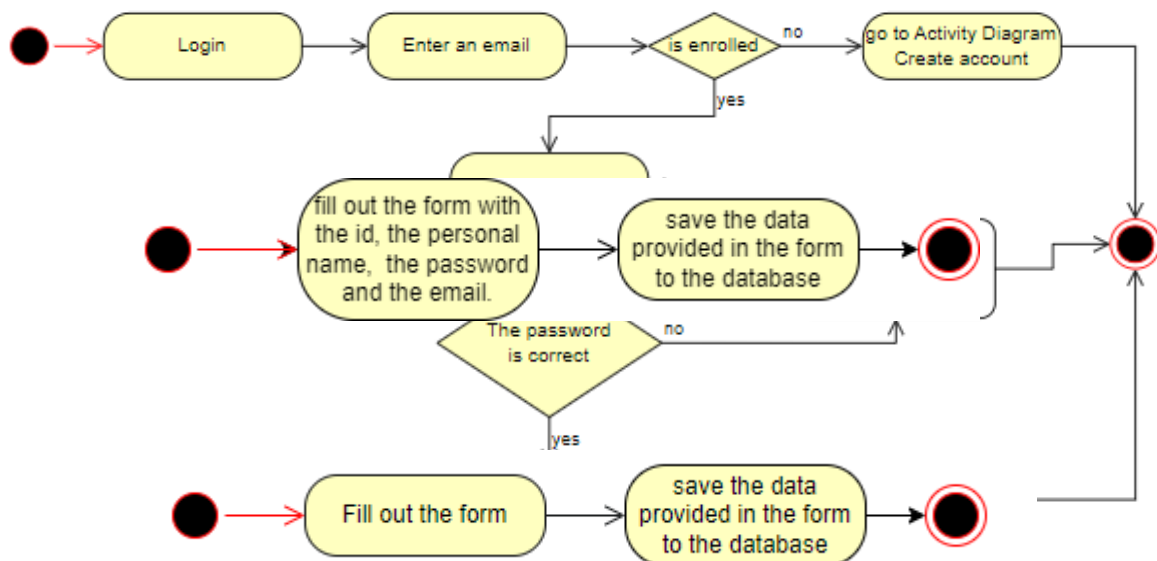 Login
Enter an email
is enrolled
no
go to Activity Diagram
Create account
yes
fill out the form with
the id, the personal
name, the password
and the email.
save the data
provided in the form
to the database
The password
is correct
no
yes
Fill out the form
save the data
provided in the form
to the database